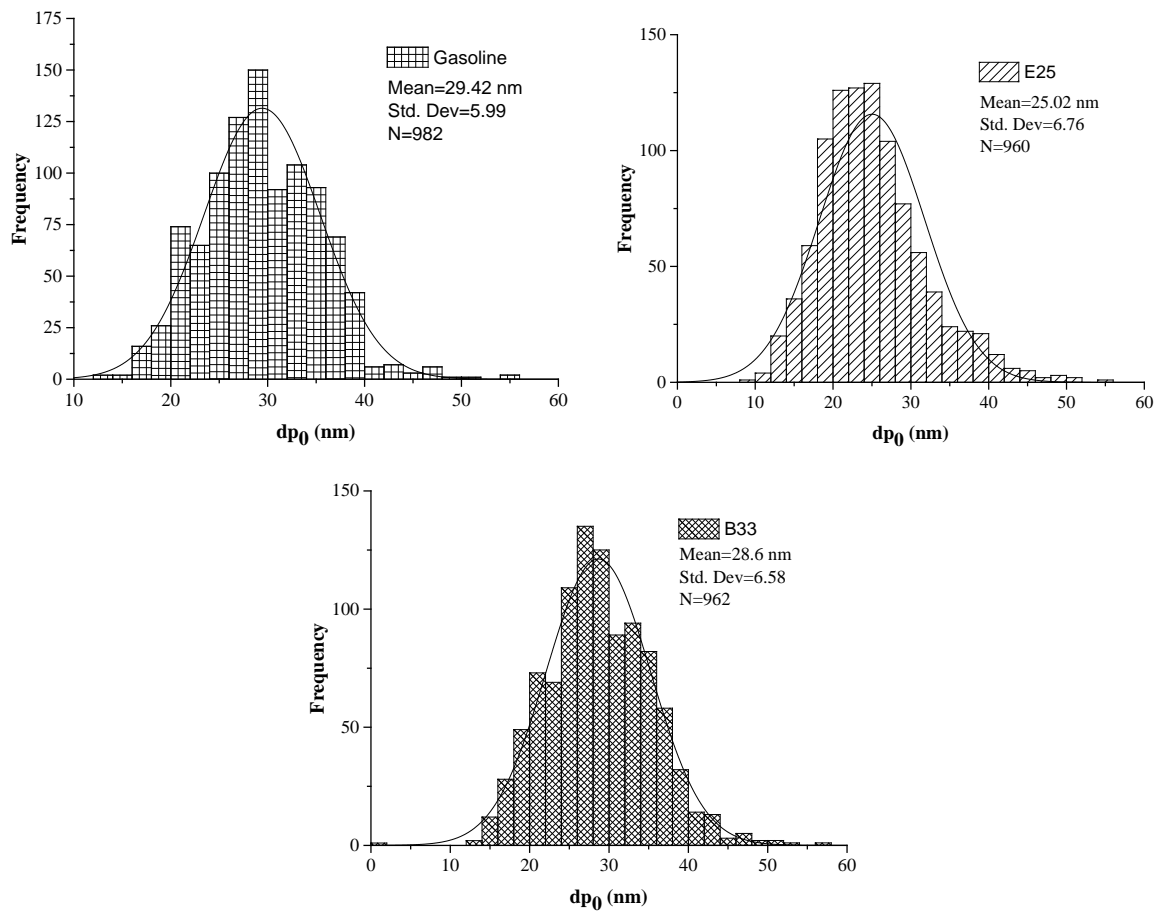 175
150
125
100
75
50
25
0
Frequency
10 20 30 40 50 60
dp0 (nm)
Gasoline
Mean=29.42 nm
Std. Dev=5.99
N=982
150
100
50
0
Frequency
0 10 20 30 40 50 60
dp0 (nm)
E25
Mean=25.02 nm
Std. Dev=6.76
N=960
150
100
50
0
Frequency
0 10 20 30 40 50 60
dp0 (nm)
B33
Mean=28.6 nm
Std. Dev=6.58
N=962